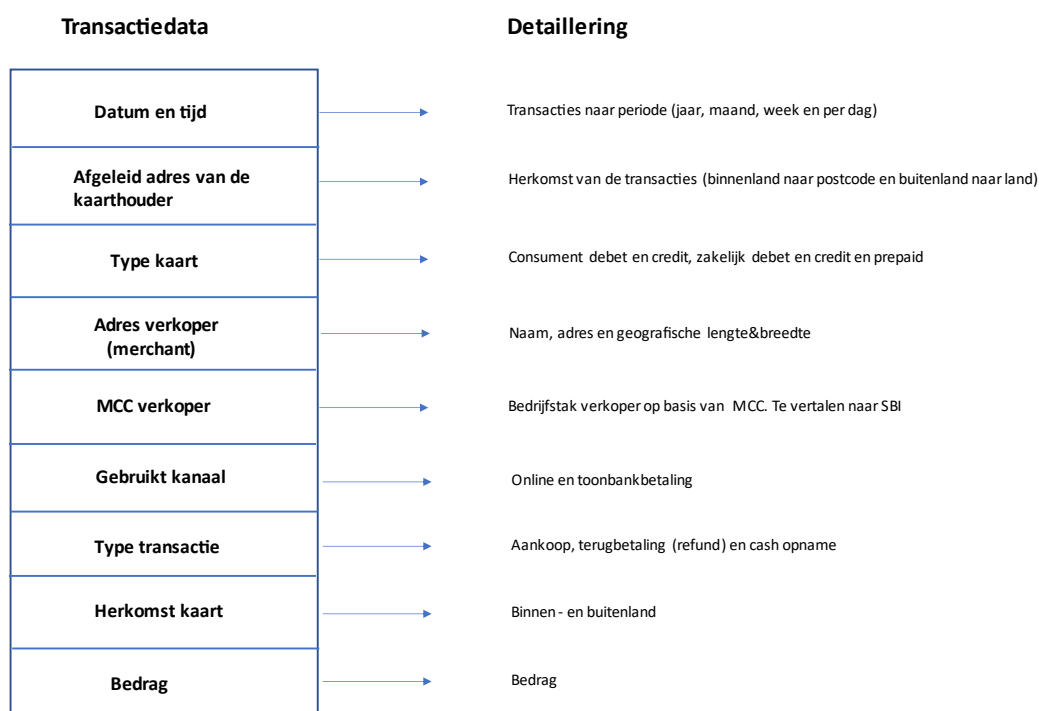 Transactiedata
Detaillering
Datum en tijd
Transacties naar periode (jaar, maand, week en per dag)
Afgeleid adres van de
kaarthouder
Herkomst van de transacties (binnenland naar postcode en buitenland naar land)
Type kaart
Consument debet en credit, zakelijk debet en credit en prepaid
Adres verkoper
(merchant)
Naam, adres en geografische lengte&breedte
MCC verkoper
Bedrijfstak verkoper op basis van MCC. Te vertalen naar SBI
Gebruikt kanaal
Online en toonbankbetaling
Type transactie
Aankoop, terugbetaling (refund) en cash opname
Herkomst kaart
Binnen- en buitenland
Bedrag
Bedrag